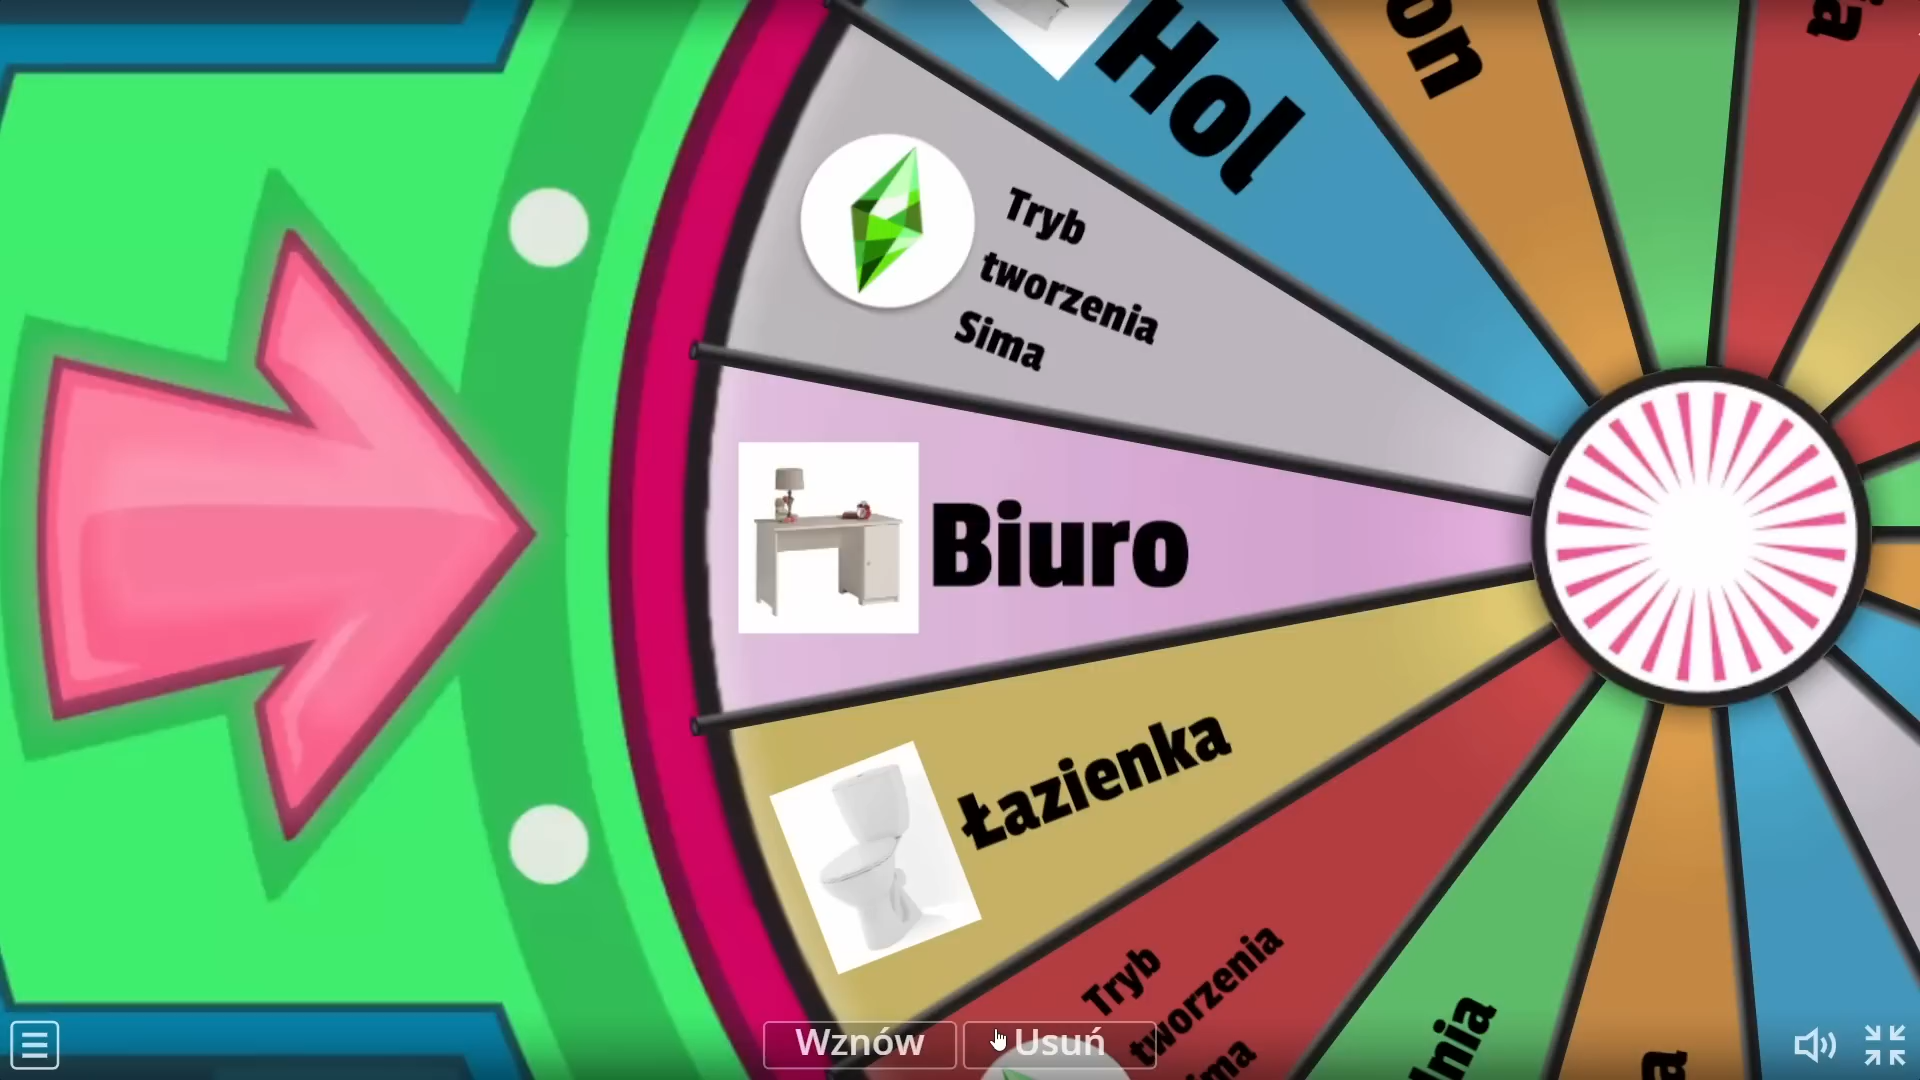 Hol
Tryb
tworzenia
Sima
Biuro
Łazienka
Tryb
tworzenia
Wznów
Usuń